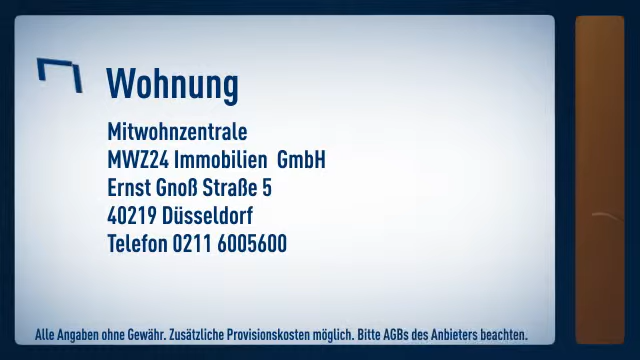 Wohnung
Mitwohnzentrale
MWZ24 Immobilien GmbH
Ernst Gnoß Straße 5
40219 Düsseldorf
Telefon 0211 6005600
Alle Angaben ohne Gewähr. Zusätzliche Provisionskosten möglich. Bitte AGBs des Anbieters beachten.